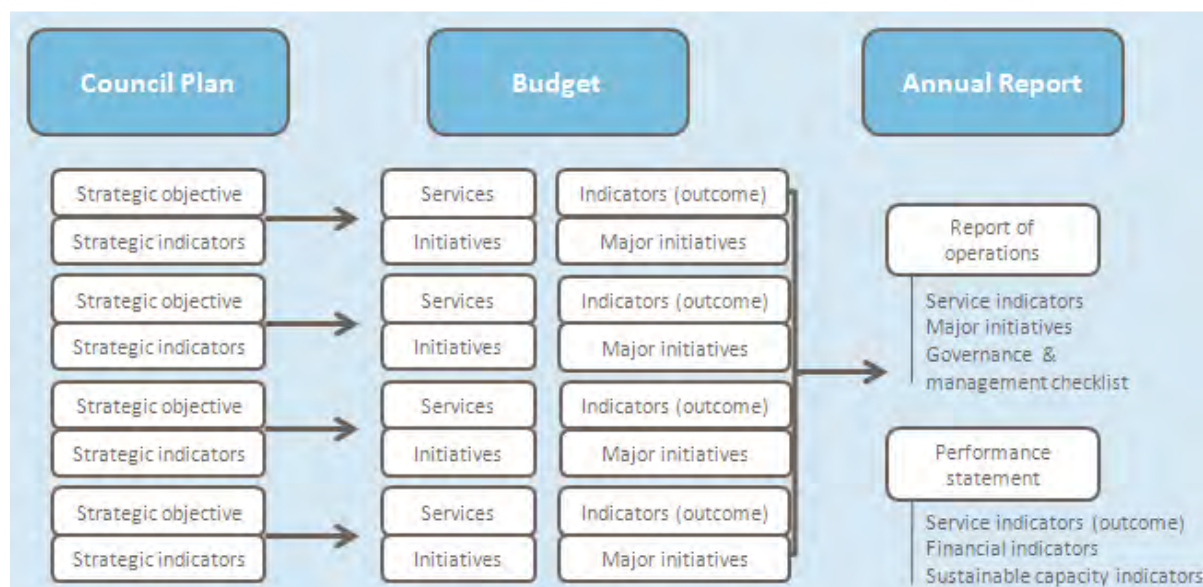 Council Plan
Budget
Annual Report
Strategic objective
Strategic indicators
Services
Initiatives
Indicators (outcome)
Major initiatives
Strategic objective
Strategic indicators
Services
Initiatives
Indicators (outcome)
Major initiatives
Strategic objective
Strategic indicators
Services
Initiatives
Indicators (outcome)
Major initiatives
Strategic objective
Strategic indicators
Services
Initiatives
Indicators (outcome)
Major initiatives
Report of
operations
Service indicators
Major initiatives
Governance &
management checklist
Performance
statement
Service indicators (outcome)
Financial indicators
Sustainable capacity indicators